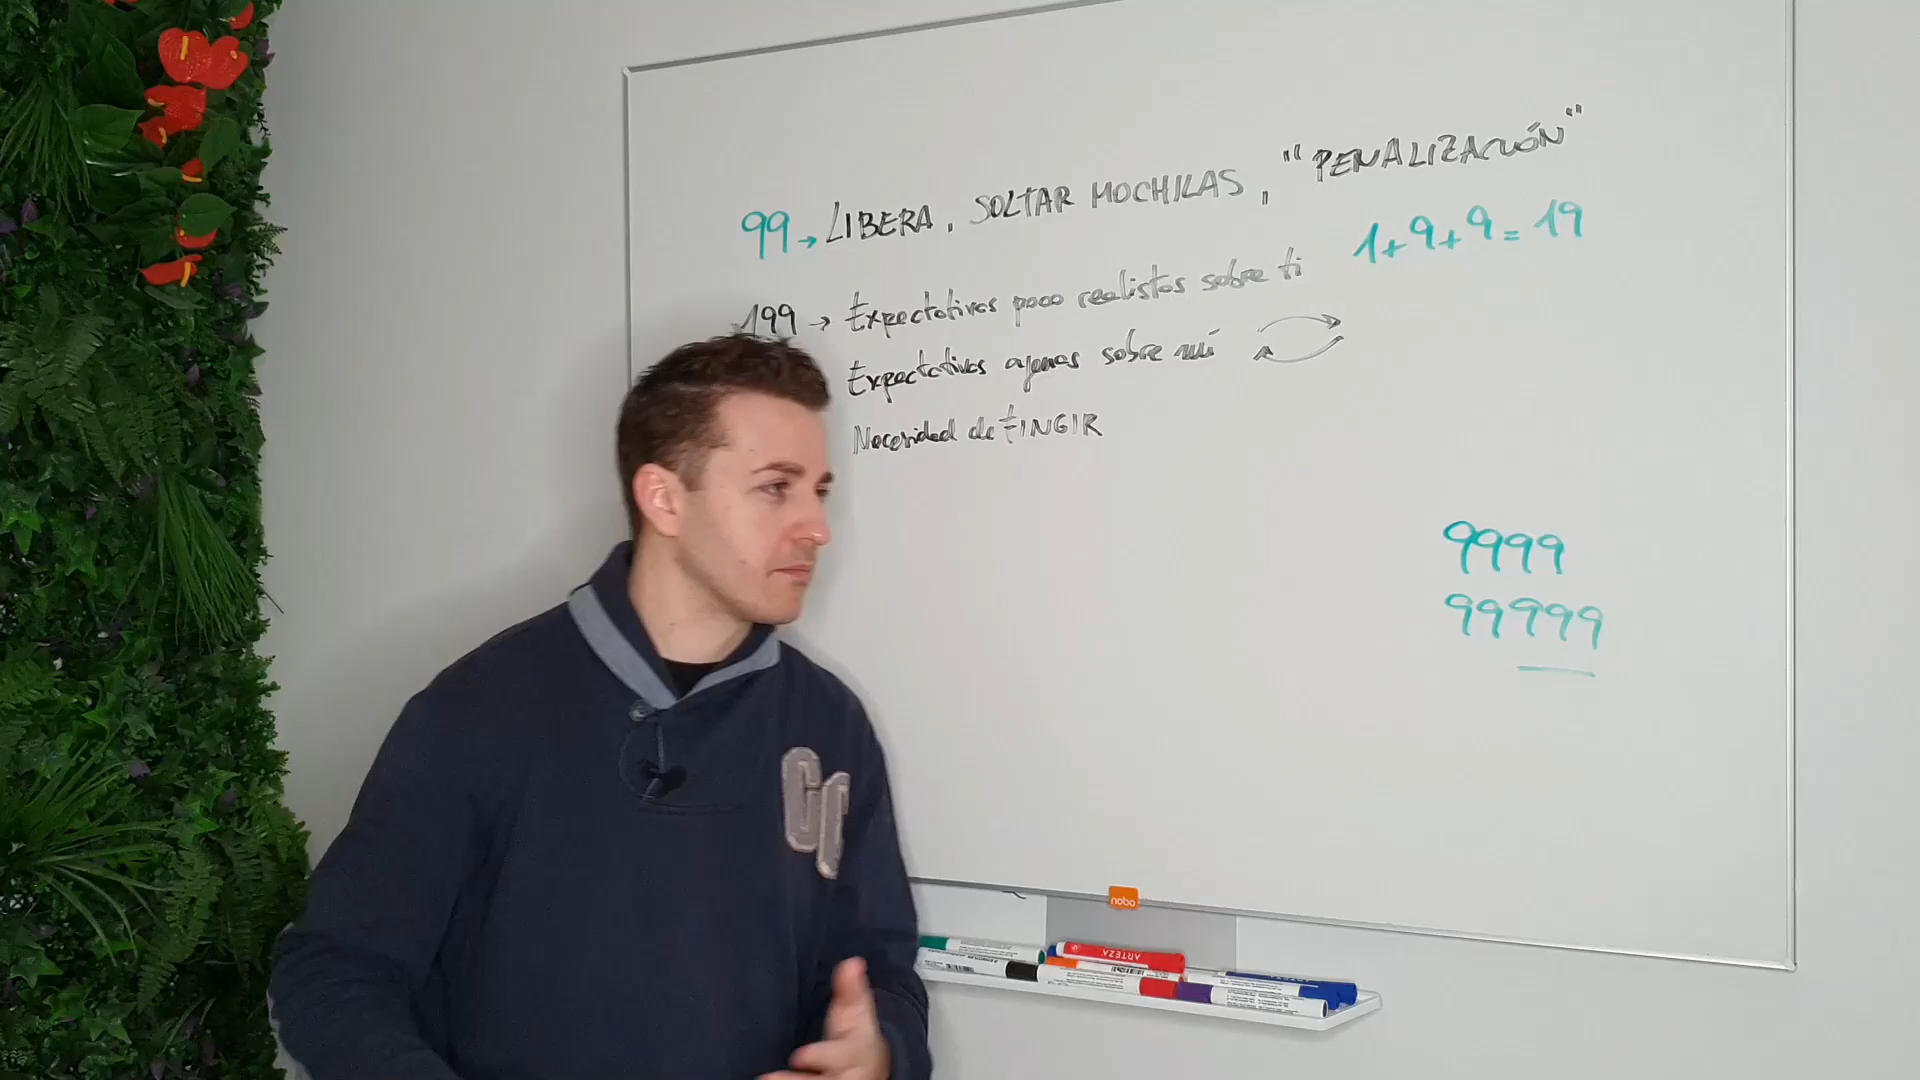 99 → LIBERA, SOLTAR MOCHILAS, "PENALIZACIÓN"
1+9+9=19
199 → Expectativas poco realistas sobre ti
Expectativas ajenas sobre mí
Necesidad de FINGIR
9999
99999
nobo
ARTEZA